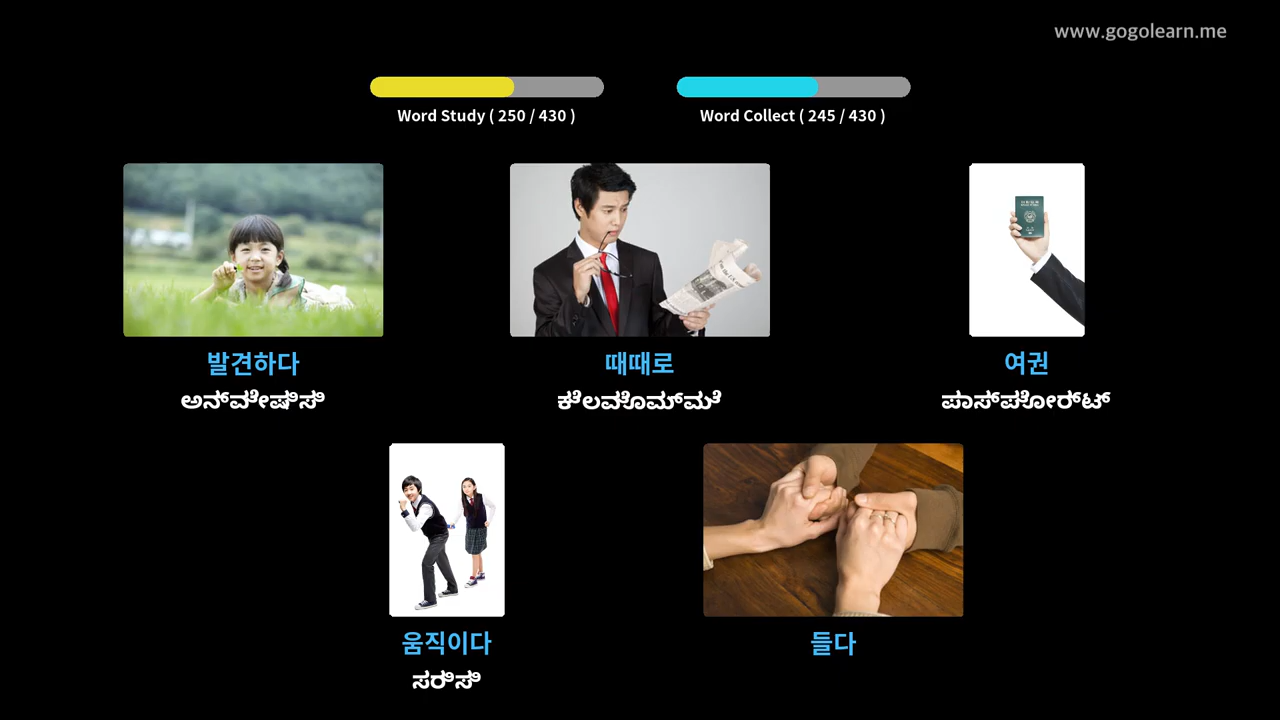 www.gogolearn.me
Word Study ( 250 / 430 )
Word Collect ( 245 / 430 )
발견하다
때때로
여권
ಅನ್ವೇಷಿಸಿ
ಕೆಲವೊಮ್ಮೆ
ಪಾಸ್ಪೋರ್ಟ್
움직이다
들다
ಸರಿಸಿ